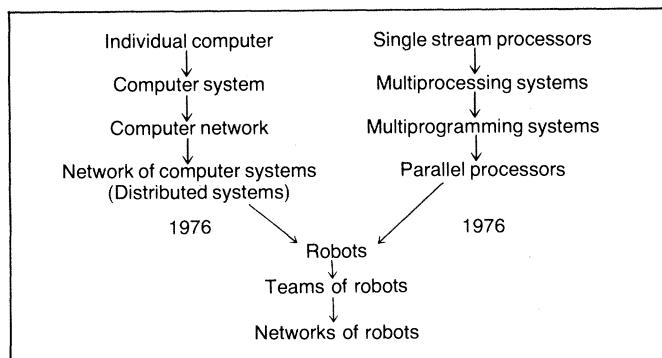 Individual computer
Computer system
Computer network
Network of computer systems
(Distributed systems)
1976
Single stream processors
Multiprocessing systems
Multiprogramming systems
Parallel processors
1976
Robots
Teams of robots
Networks of robots